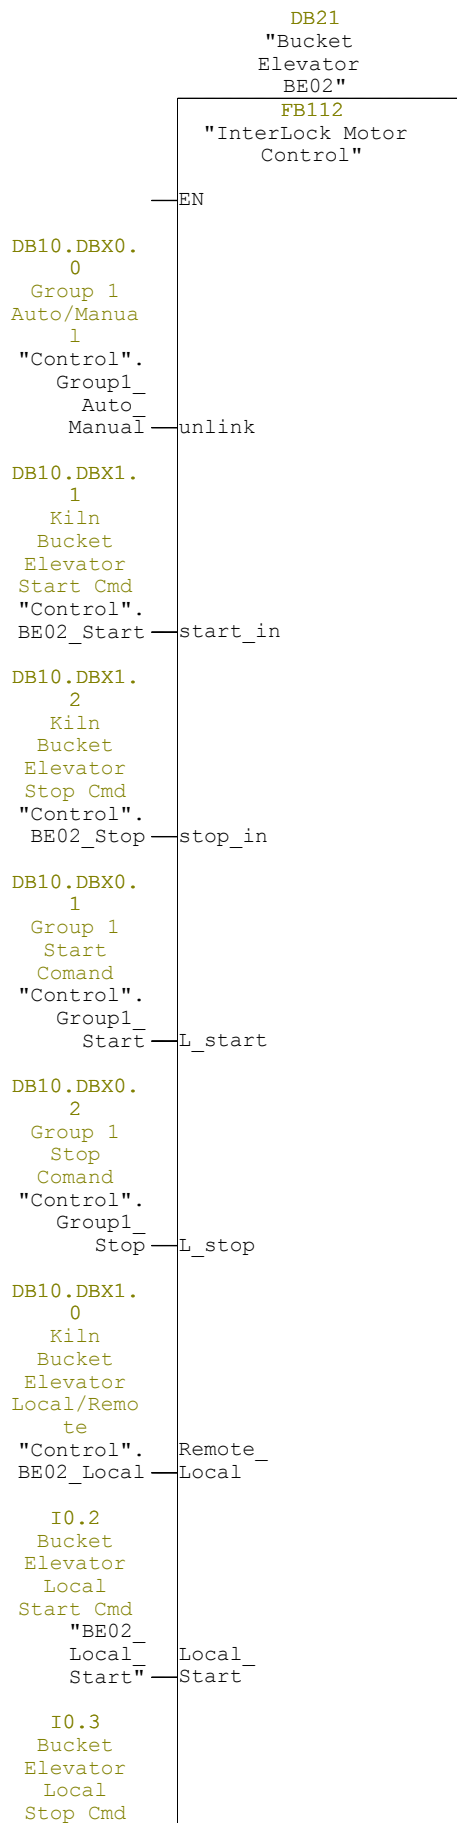 DB21
"Bucket
Elevator
BE02"
FB112
"InterLock Motor
Control"
EN
DB10.DBX0.
0
Group 1
Auto/Manua
l
"Control".
Group1_
Auto_
Manual
unlink
DB10.DBX1.
1
Kiln
Bucket
Elevator
Start Cmd
"Control".
BE02_Start
start_in
DB10.DBX1.
2
Kiln
Bucket
Elevator
Stop Cmd
"Control".
BE02_Stop
stop_in
DB10.DBX0.
1
Group 1
Start
Comand
"Control".
Group1_
Start
L_start
DB10.DBX0.
2
Group 1
Stop
Comand
"Control".
Group1_
Stop
L_stop
DB10.DBX1.
0
Kiln
Bucket
Elevator
Local/Remo
te
"Control".
BE02_Local
Remote_
Local
I0.2
Bucket
Elevator
Local
Start Cmd
"BE02_
Local_
Start"
Local_
Start
I0.3
Bucket
Elevator
Local
Stop Cmd